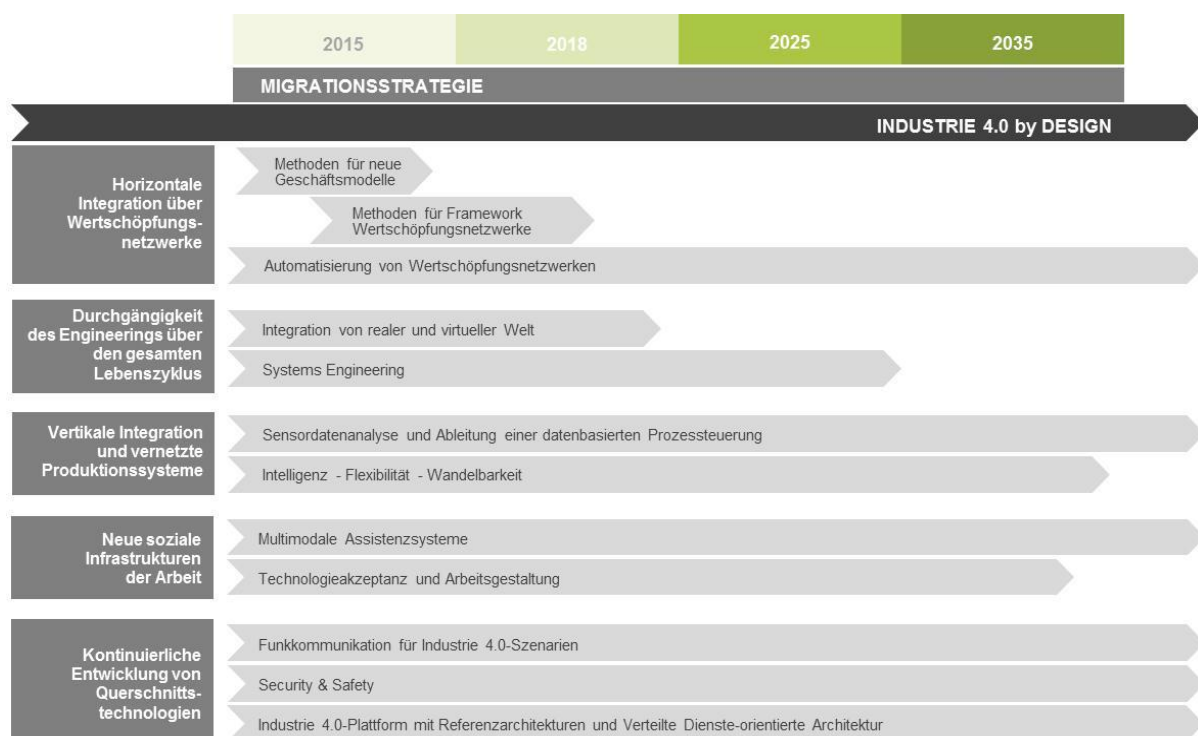 2015 2018 2025 2035
MIGRATIONSSTRATEGIE
INDUSTRIE 4.0 by DESIGN
Horizontale
Integration über
Wertschöpfungs-
netzwerke
Methoden für neue
Geschäftsmodelle
Methoden für Framework
Wertschöpfungsnetzwerke
Automatisierung von Wertschöpfungsnetzwerken
Durchgängigkeit
des Engineerings über
den gesamten
Lebenszyklus
Integration von realer und virtueller Welt
Systems Engineering
Vertikale Integration
und vernetzte
Produktionssysteme
Sensordatenanalyse und Ableitung einer datenbasierten Prozessteuerung
Intelligenz - Flexibilität - Wandelbarkeit
Neue soziale
Infrastrukturen
der Arbeit
Multimodale Assistenzsysteme
Technologieakzeptanz und Arbeitsgestaltung
Kontinuierliche
Entwicklung von
Querschnitts-
technologien
Funkkommunikation für Industrie 4.0-Szenarien
Security & Safety
Industrie 4.0-Plattform mit Referenzarchitekturen und Verteilte Dienste-orientierte Architektur